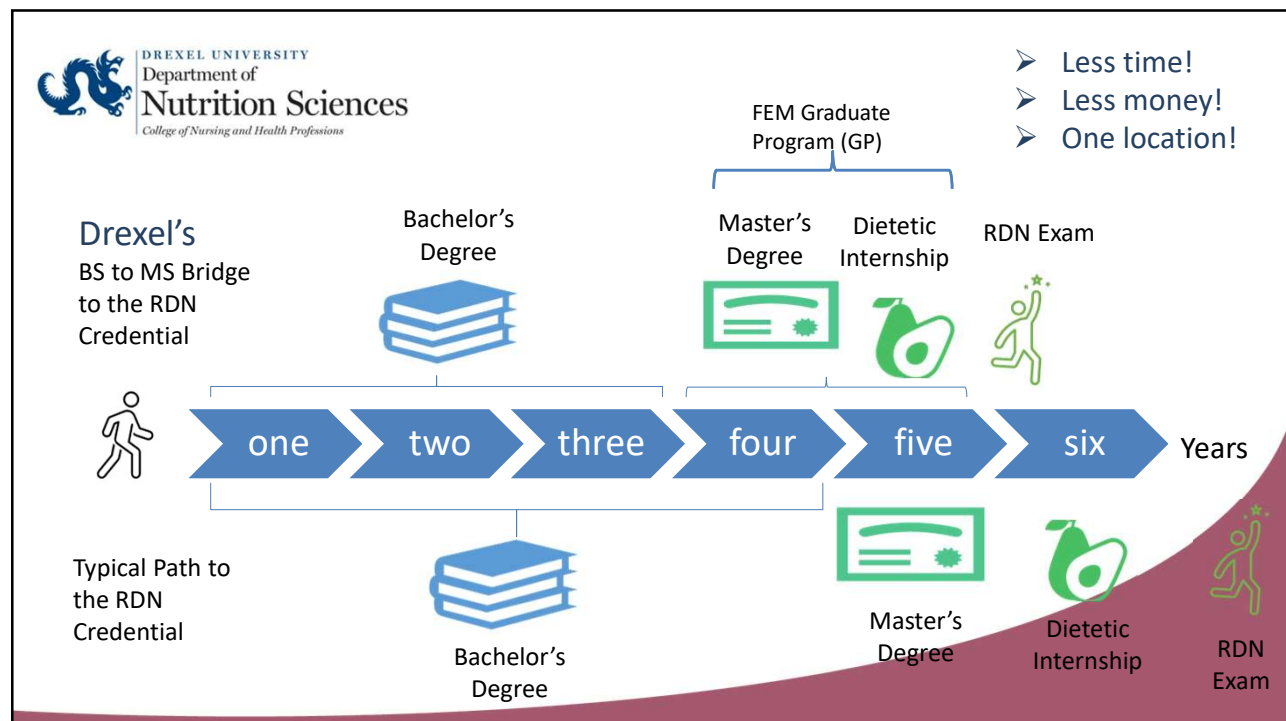 DREXEL UNIVERSITY
Department of
Nutrition Sciences
College of Nursing and Health Professions
➢ Less time!
➢ Less money!
➢ One location!
FEM Graduate
Program (GP)
Drexel's
BS to MS Bridge
to the RDN
Credential
Bachelor's
Degree
Master's
Degree
Dietetic
Internship
RDN Exam
one
two
three
four
five
six
Years
Typical Path to
the RDN
Credential
Bachelor's
Degree
Master's
Degree
Dietetic
Internship
RDN
Exam